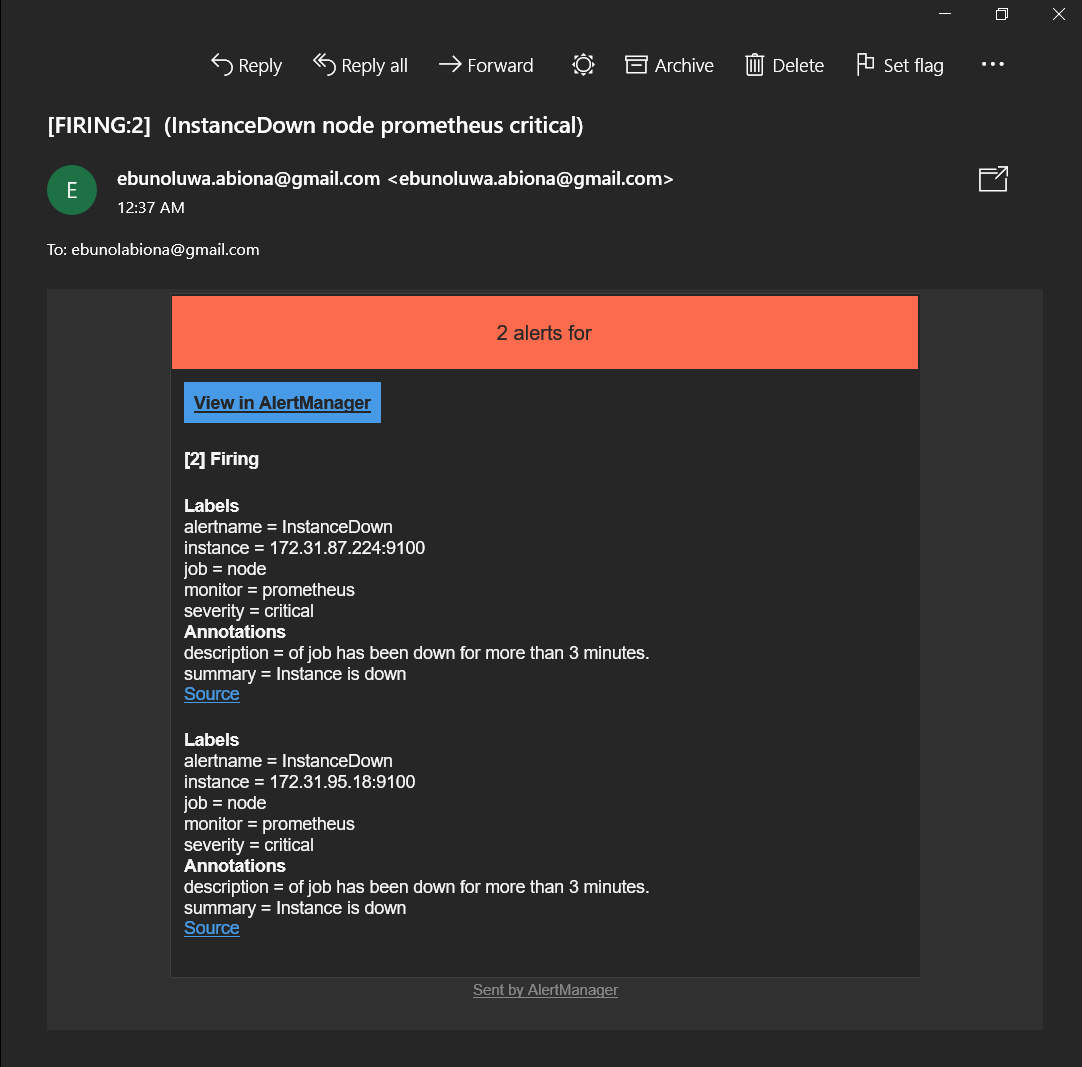 Reply Reply all Forward Archive Delete Set flag
[FIRING:2] (InstanceDown node prometheus critical)
E
ebunoluwa.abiona@gmail.com <ebunoluwa.abiona@gmail.com>
12:37 AM
To: ebunolabiona@gmail.com
2 alerts for
View in AlertManager
[2] Firing
Labels
alertname = InstanceDown
instance = 172.31.87.224:9100
job = node
monitor = prometheus
severity = critical
Annotations
description = of job has been down for more than 3 minutes.
summary = Instance is down
Source
Labels
alertname = InstanceDown
instance = 172.31.95.18:9100
job = node
monitor = prometheus
severity = critical
Annotations
description = of job has been down for more than 3 minutes.
summary = Instance is down
Source
Sent by AlertManager